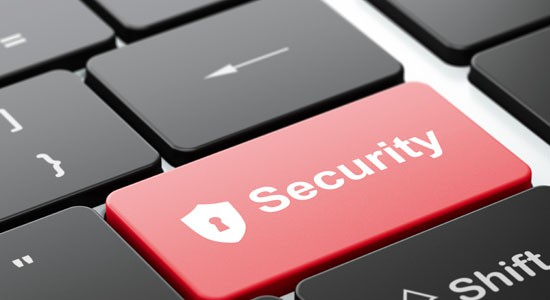 =
←
]
}
Security
"
⇧ Shift